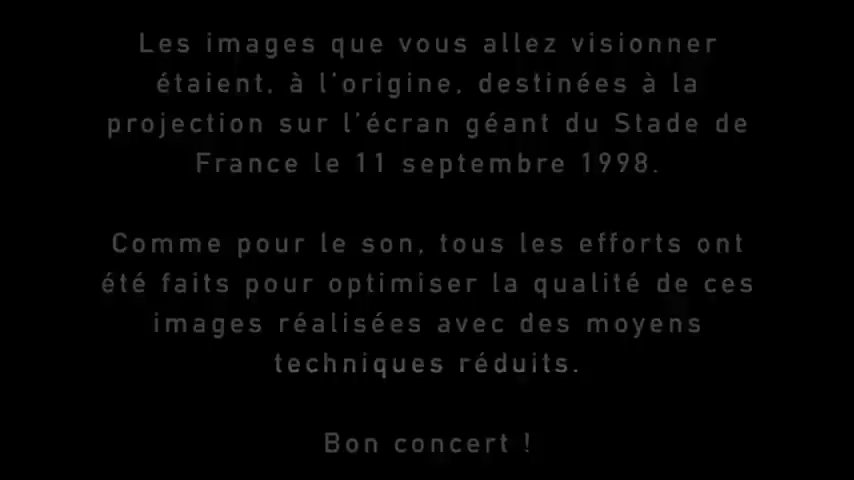 Les images que vous allez visionner
étaient, à l'origine, destinées à la
projection sur l'écran géant du Stade de
France le 11 septembre 1998.
Comme pour le son, tous les efforts ont
été faits pour optimiser la qualité de ces
images réalisées avec des moyens
techniques réduits.
Bon concert !